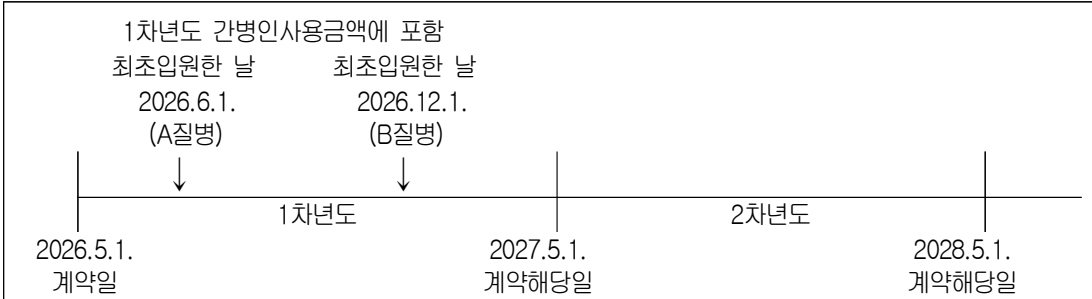 1차년도 간병인사용금액에 포함
최초입원한 날 최초입원한 날
2026.6.1. 2026.12.1.
(A질병) (B질병)
1차년도 2차년도
2026.5.1. 2027.5.1. 2028.5.1.
계약일 계약해당일 계약해당일